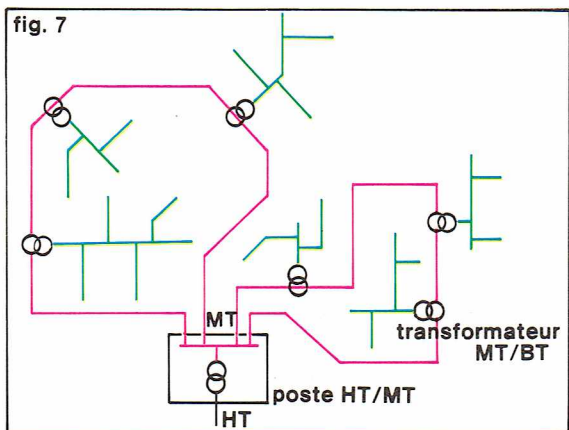 fig. 7
MT
transformateur
MT/BT
poste HT/MT
HT